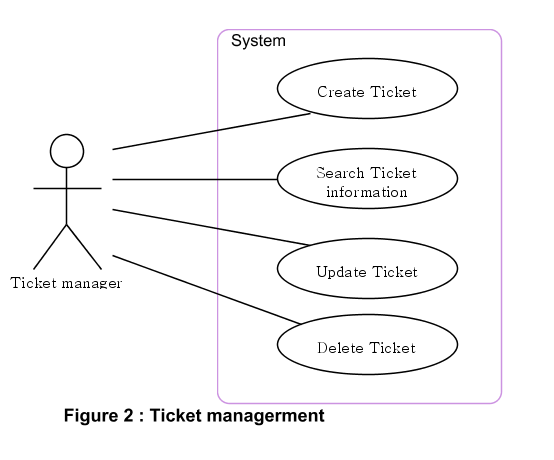 System
Create Ticket
Search Ticket
information
Update Ticket
Delete Ticket
Ticket manager
Figure 2 : Ticket managerment